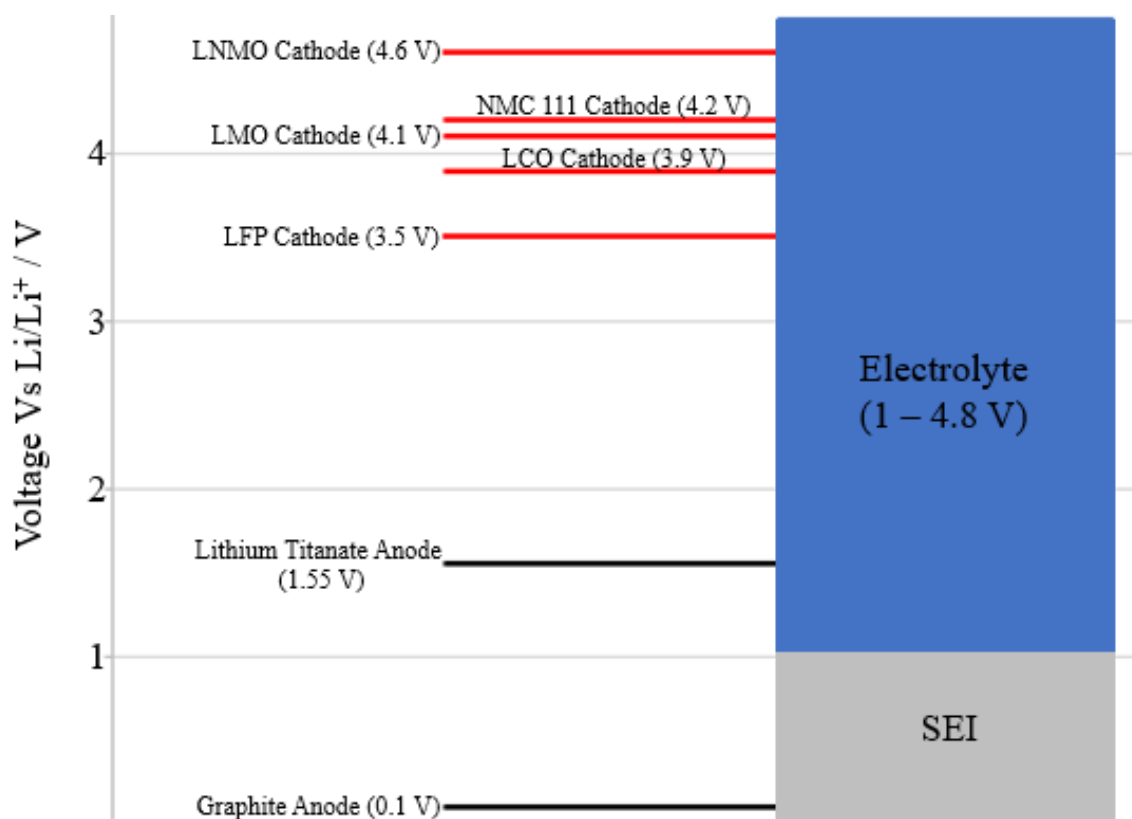 LNMO Cathode (4.6 V)
NMC 111 Cathode (4.2 V)
LMO Cathode (4.1 V)
4
LCO Cathode (3.9 V)
LFP Cathode (3.5 V)
Voltage Vs Li/Li⁺ / V
3
Electrolyte
(1 – 4.8 V)
2
Lithium Titanate Anode
(1.55 V)
1
SEI
Graphite Anode (0.1 V)